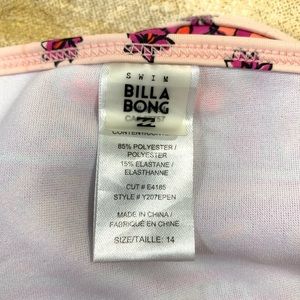 SWIM
BILLA
BONG
85% POLYESTER /
POLYESTER
15% ELASTANE /
ELASTHANNE
CUT # E4185
STYLE # Y207EPEN
MADE IN CHINA /
FABRIQUÉ EN CHINE
SIZE/TAILLE: 14